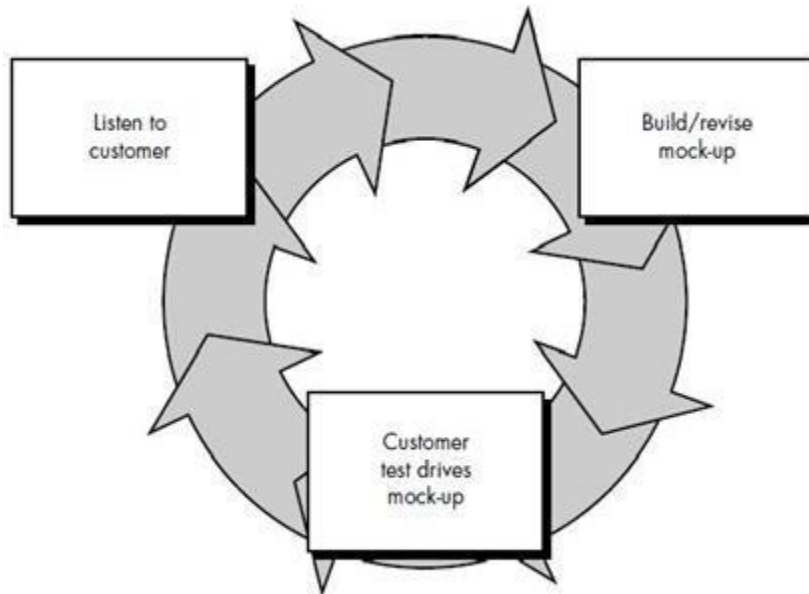 Listen to
customer
Build/revise
mock-up
Customer
test drives
mock-up